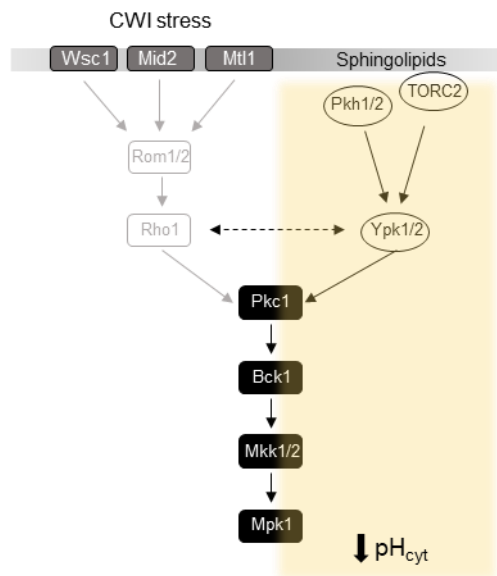 CWI stress
Wsc1 Mid2 Mtl1 Sphingolipids
Pkh1/2 TORC2
Rom1/2
Rho1 Ypk1/2
Pkc1
Bck1
Mkk1/2
Mpk1
pHcyt